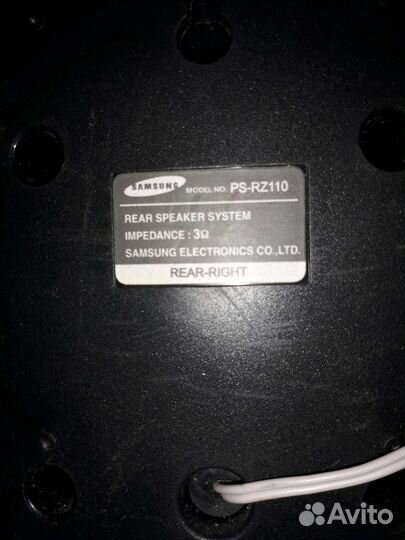 SAMSUNG MODEL NO. PS-RZ110
REAR SPEAKER SYSTEM
IMPEDANCE : 3Ω
SAMSUNG ELECTRONICS CO.,LTD.
REAR-RIGHT
Avito